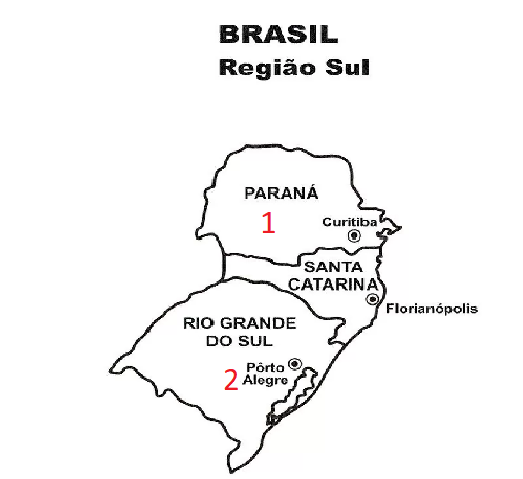 BRASIL
Região Sul
PARANÁ
1
Curitiba
SANTA
CATARINA
Florianópolis
RIO GRANDE
DO SUL
Pôrto
2
Alegre